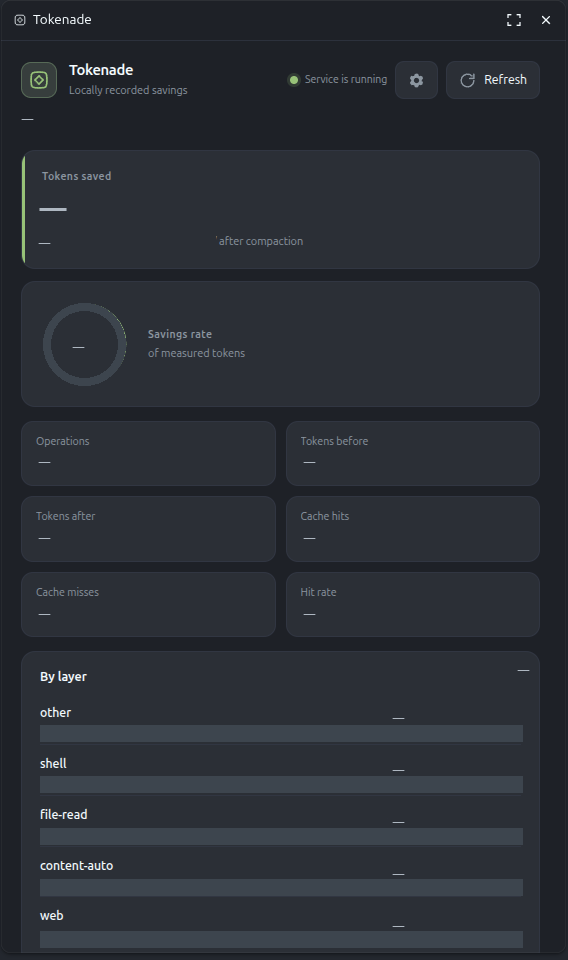 Tokenade
Tokenade
Locally recorded savings
Service is running
Refresh
—
Tokens saved
—
— after compaction
—
Savings rate
of measured tokens
Operations
—
Tokens before
—
Tokens after
—
Cache hits
—
Cache misses
—
Hit rate
—
By layer —
other —
shell —
file-read —
content-auto —
web —